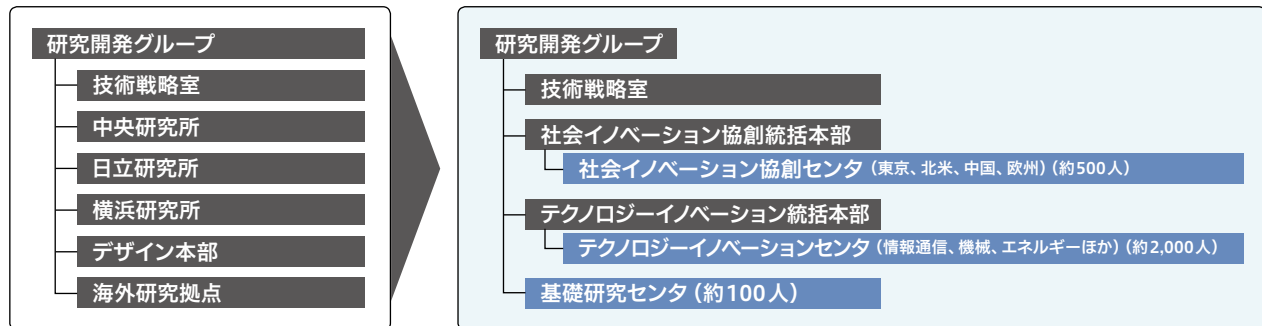 研究開発グループ
技術戦略室
中央研究所
日立研究所
横浜研究所
デザイン本部
海外研究拠点
研究開発グループ
技術戦略室
社会イノベーション協創統括本部
社会イノベーション協創センタ（東京、北米、中国、欧州）（約500人）
テクノロジーイノベーション統括本部
テクノロジーイノベーションセンタ（情報通信、機械、エネルギーほか）（約2,000人）
基礎研究センタ（約100人）